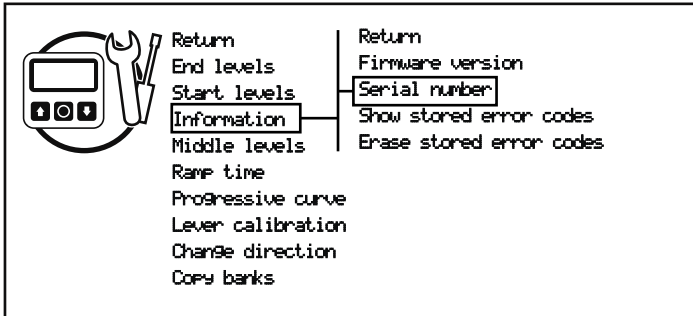 Return
End levels
Start levels
Information
Middle levels
Ramp time
Progressive curve
Lever calibration
Change direction
Copy banks
Return
Firmware version
Serial number
Show stored error codes
Erase stored error codes